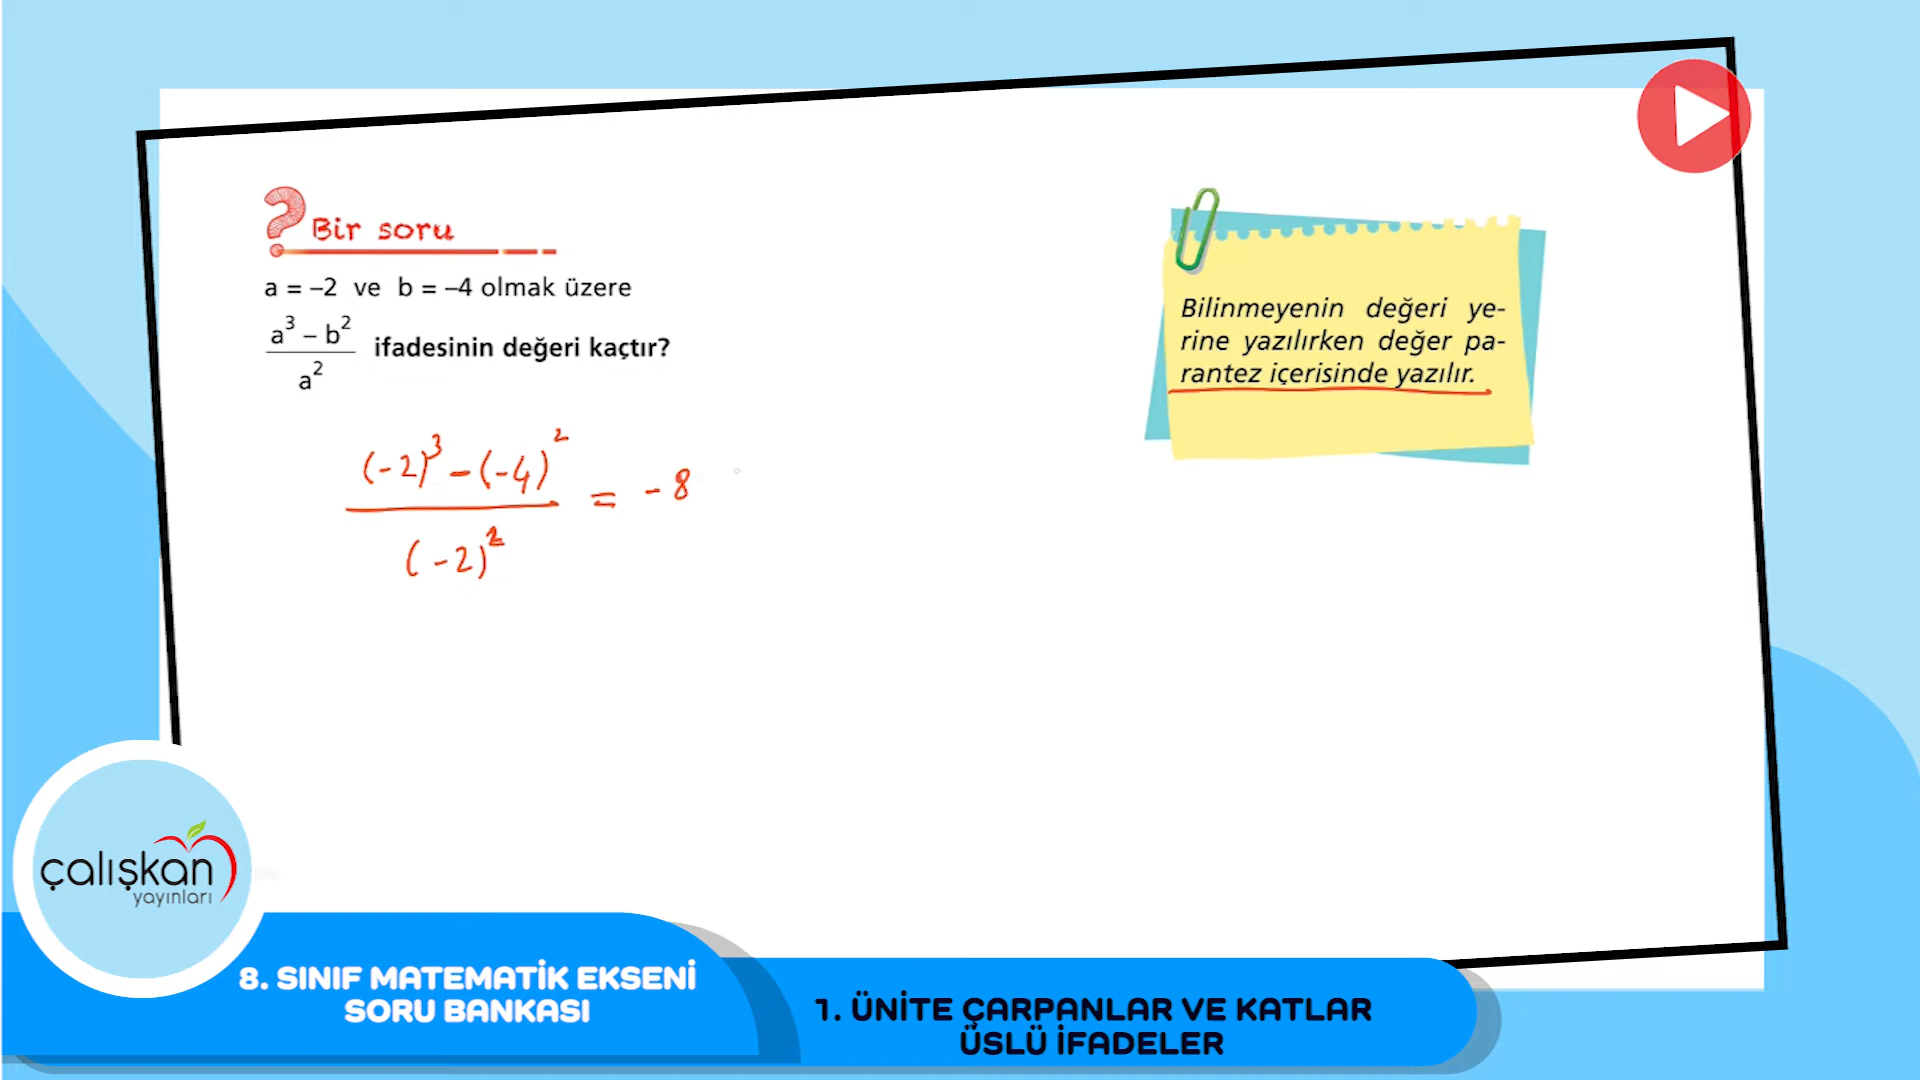 Bir soru
a = –2 ve b = –4 olmak üzere
a³ – b²
a²
ifadesinin değeri kaçtır?
(-2)³ - (-4)²
(-2)²
= - 8
Bilinmeyenin değeri ye-
rine yazılırken değer pa-
rantez içerisinde yazılır.
çalışkan
yayınları
8. SINIF MATEMATİK EKSENİ
SORU BANKASI
1. ÜNİTE ÇARPANLAR VE KATLAR
ÜSLÜ İFADELER